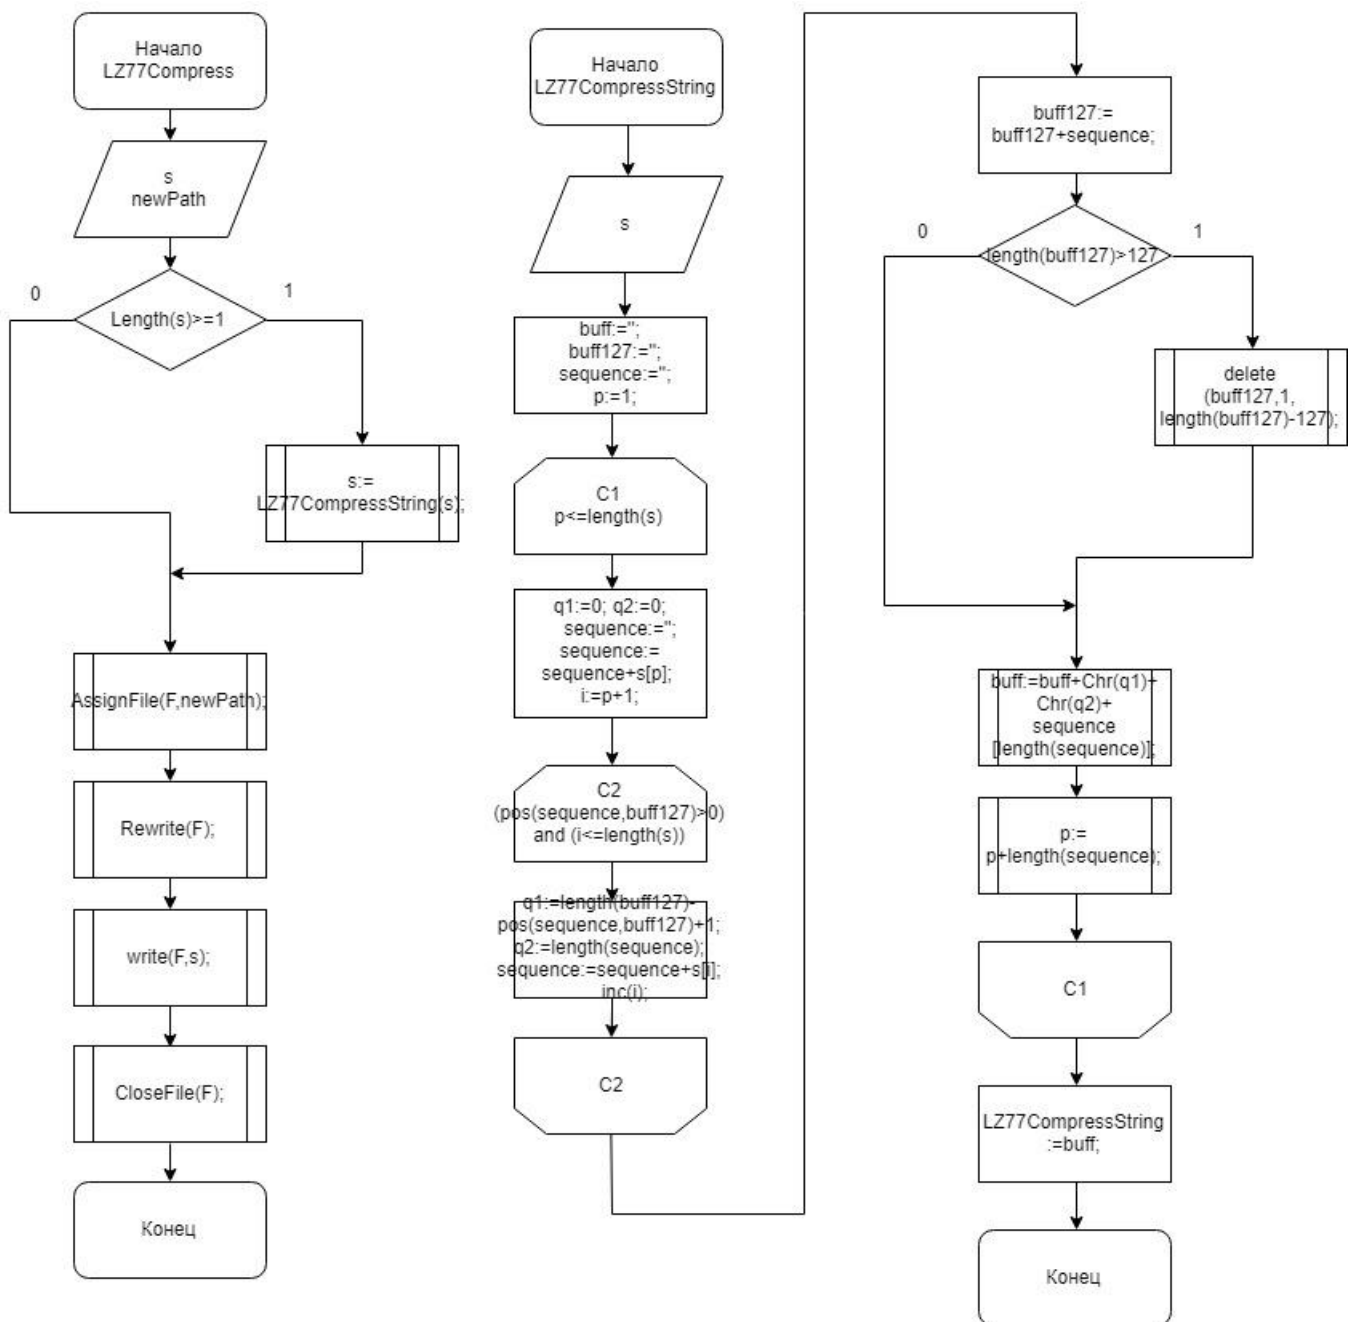 Начало
LZ77Compress
s
newPath
Length(s)>=1
0
1
s:=
LZ77CompressString(s);
AssignFile(F,newPath);
Rewrite(F);
write(F,s);
CloseFile(F);
Конец
Начало
LZ77CompressString
s
buff:='';
buff127:='';
sequence:='';
p:=1;
C1
p<=length(s)
q1:=0; q2:=0;
sequence:='';
sequence:=
sequence+s[p];
i:=p+1;
C2
(pos(sequence,buff127)>0)
and (i<=length(s))
q1:=length(buff127)-
pos(sequence,buff127)+1;
q2:=length(sequence);
sequence:=sequence+s[i];
inc(i);
C2
buff127:=
buff127+sequence;
length(buff127)>127
0
1
delete
(buff127,1,
length(buff127)-127);
buff:=buff+Chr(q1)+
Chr(q2)+
sequence
[length(sequence)];
p:=
p+length(sequence);
C1
LZ77CompressString
:=buff;
Конец